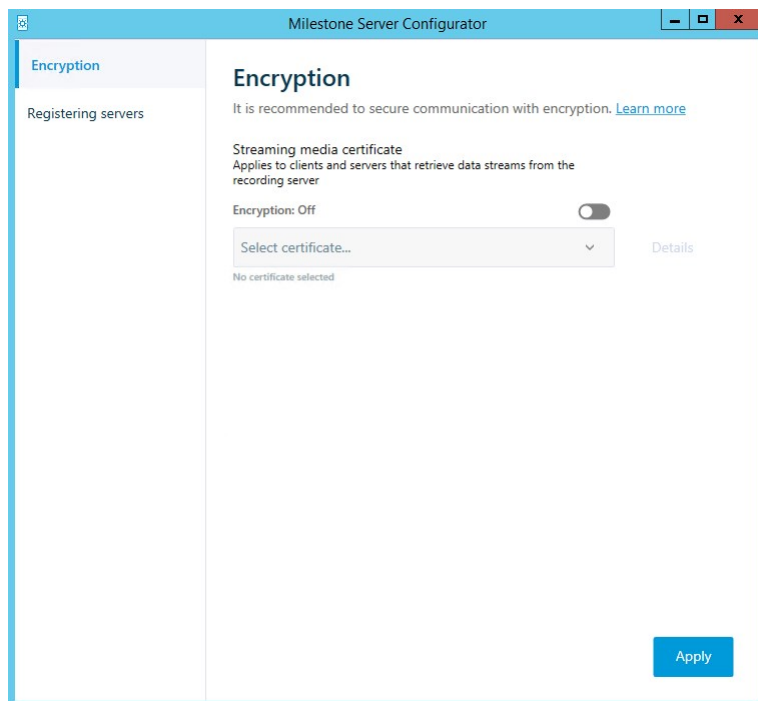 Milestone Server Configurator
Encryption
Registering servers
Encryption
It is recommended to secure communication with encryption. Learn more
Streaming media certificate
Applies to clients and servers that retrieve data streams from the
recording server
Encryption: Off
Select certificate...
Details
No certificate selected
Apply